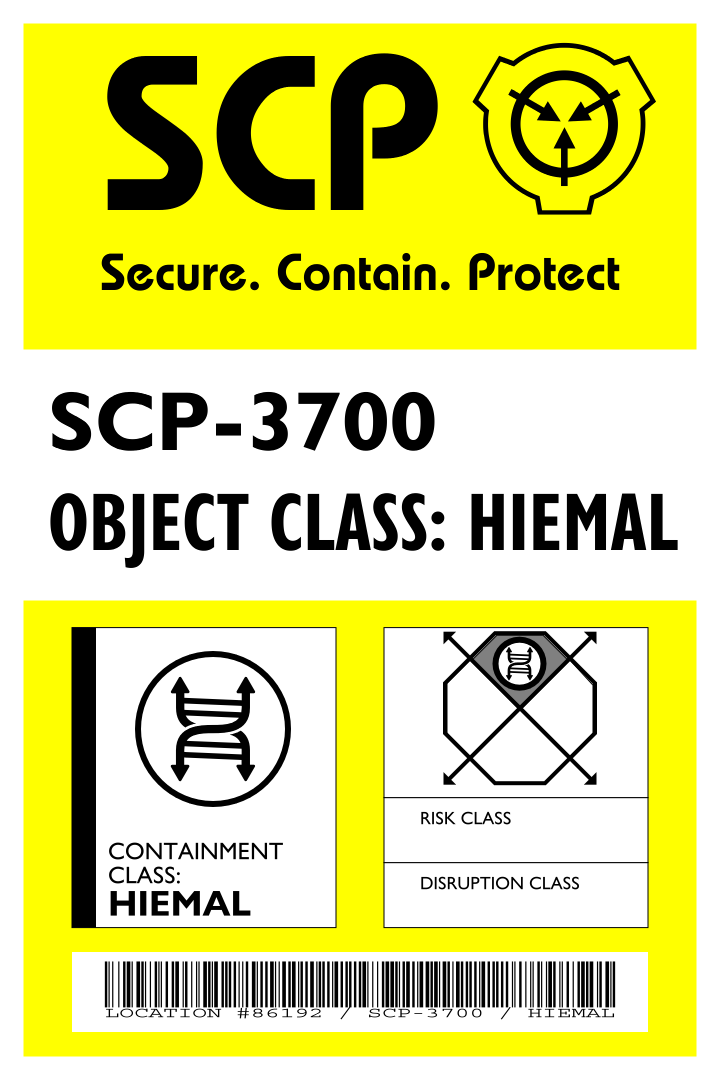 SCP
Secure. Contain. Protect
SCP-3700
OBJECT CLASS: HIEMAL
CONTAINMENT
CLASS:
HIEMAL
RISK CLASS
DISRUPTION CLASS
LOCATION #86192 / SCP-3700 / HIEMAL